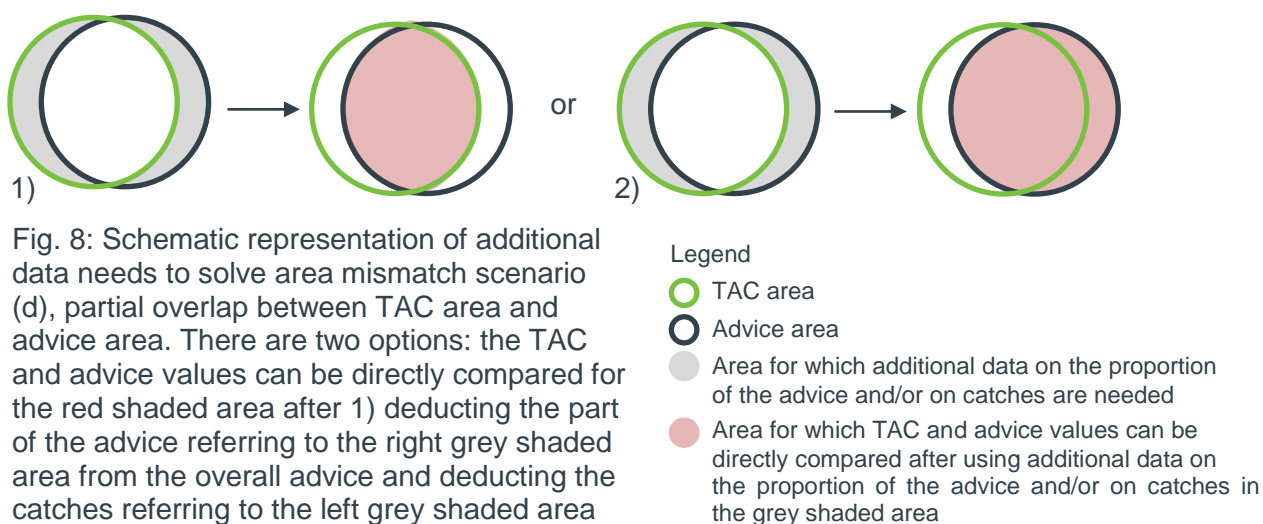 or
1)
2)
Fig. 8: Schematic representation of additional
data needs to solve area mismatch scenario
(d), partial overlap between TAC area and
advice area. There are two options: the TAC
and advice values can be directly compared for
the red shaded area after 1) deducting the part
of the advice referring to the right grey shaded
area from the overall advice and deducting the
catches referring to the left grey shaded area
Legend
TAC area
Advice area
Area for which additional data on the proportion
of the advice and/or on catches are needed
Area for which TAC and advice values can be
directly compared after using additional data on
the proportion of the advice and/or on catches in
the grey shaded area